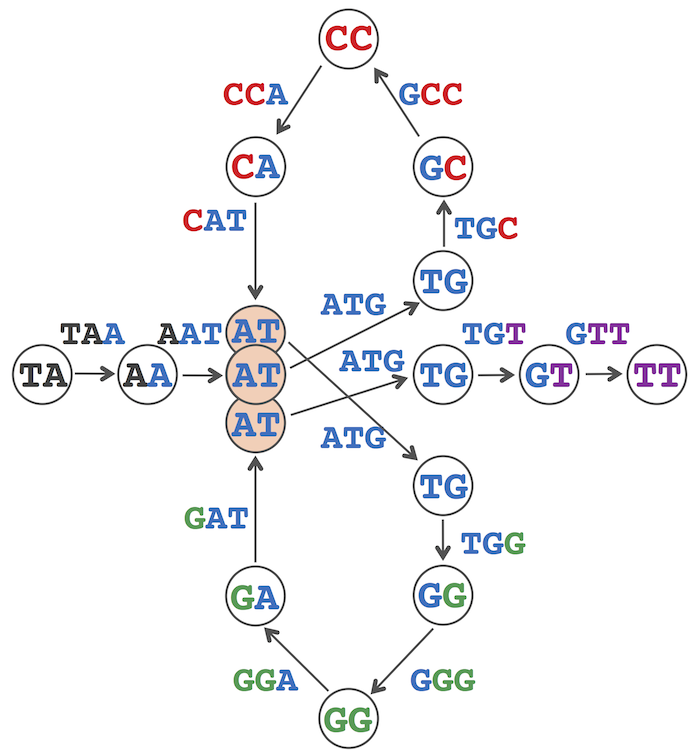 CC
CCA GCC
CA GC
CAT TGC
TG
ATG
AT
TAA AAT TGT GTT
ATG
TA AA AT TG GT TT
AT
ATG
TG
GAT TGG
GA GG
GGA GGG
GG